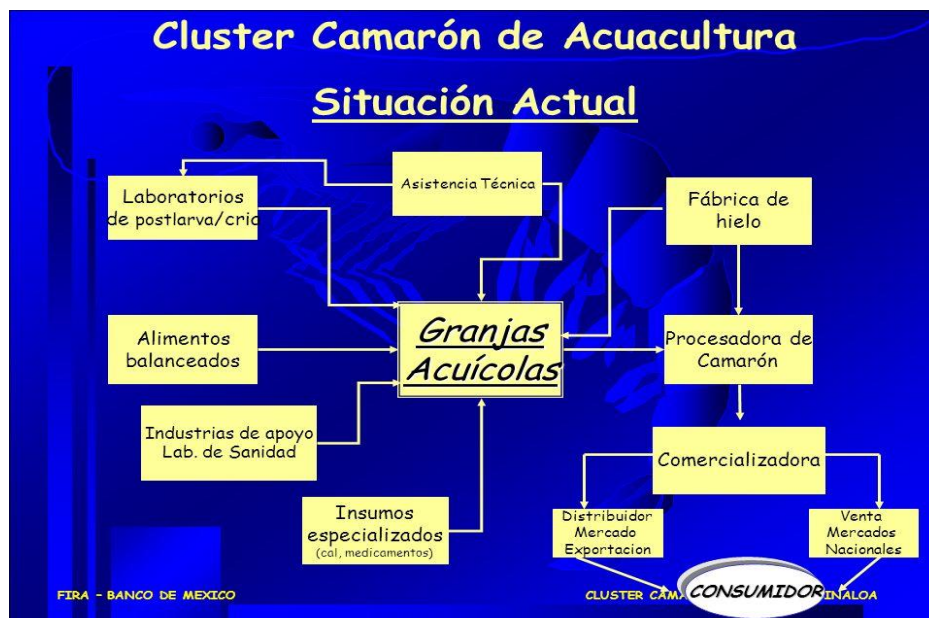 Cluster Camarón de Acuacultura
Situación Actual
Asistencia Técnica
Laboratorios
de postlarva/cria
Fábrica de
hielo
Granjas
Acuícolas
Alimentos
balanceados
Procesadora de
Camarón
Industrias de apoyo
Lab. de Sanidad
Comercializadora
Insumos
especializados
(cal, medicamentos)
Distribuidor
Mercado
Exportacion
Venta
Mercados
Nacionales
CONSUMIDOR
FIRA - BANCO DE MEXICO
CLUSTER